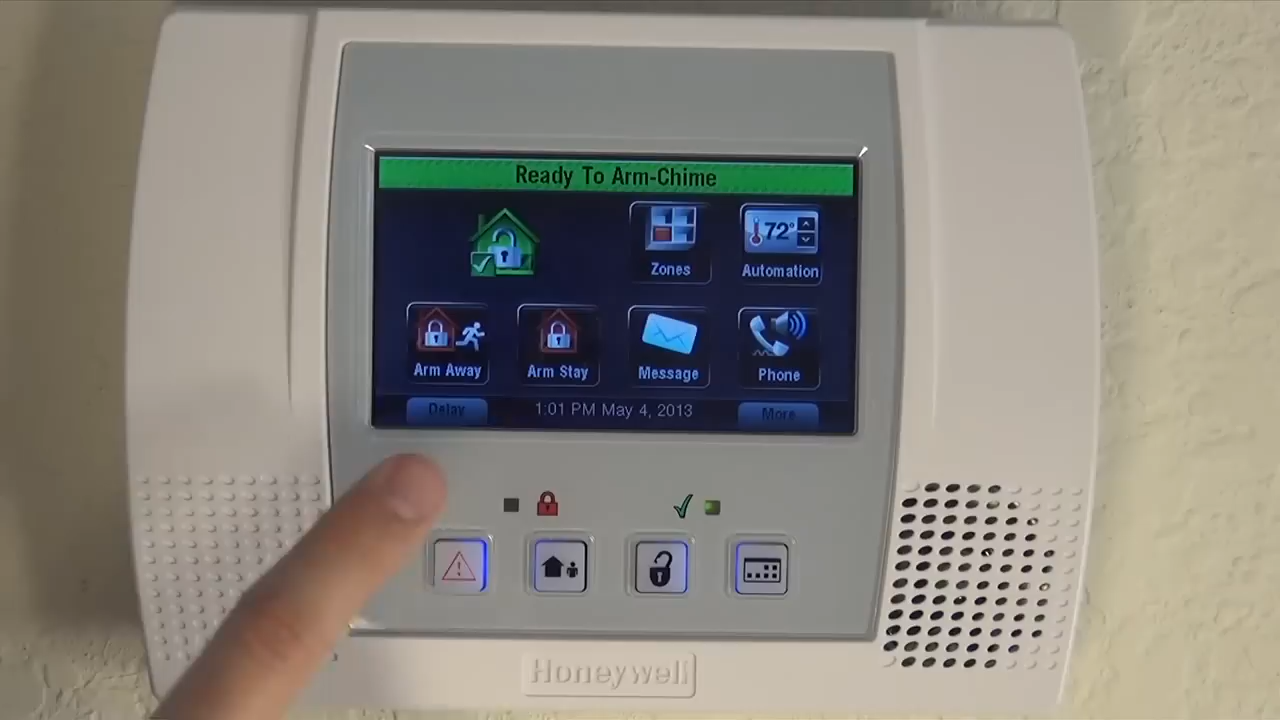 Ready To Arm-Chime
72°
Zones
Automation
Arm Away
Arm Stay
Message
Phone
Delay
1:01 PM May 4, 2013
More
Honeywell